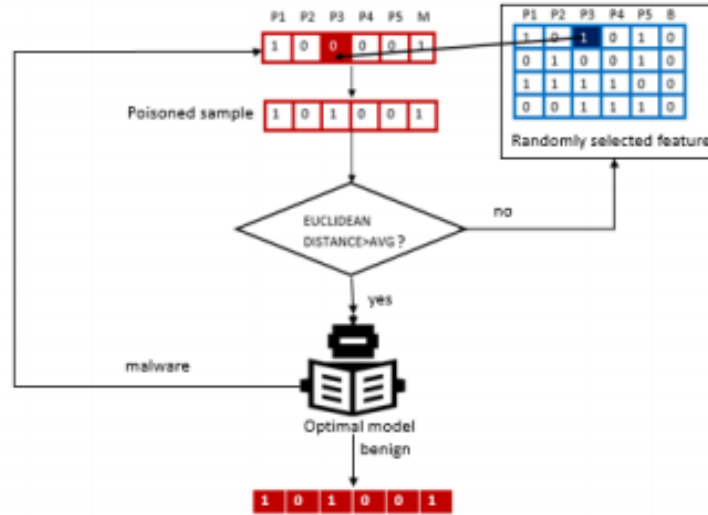 P1 P2 P3 P4 P5 M
1 0 0 0 0 1
P1 P2 P3 P4 P5 B
1 0 1 0 1 0
0 1 0 0 1 0
1 1 1 1 0 0
0 0 1 1 1 0
Randomly selected feature
Poisoned sample
1 0 1 0 0 1
EUCLIDEAN
DISTANCE>AVG ?
no
yes
malware
Optimal model
benign
1 0 1 0 0 1